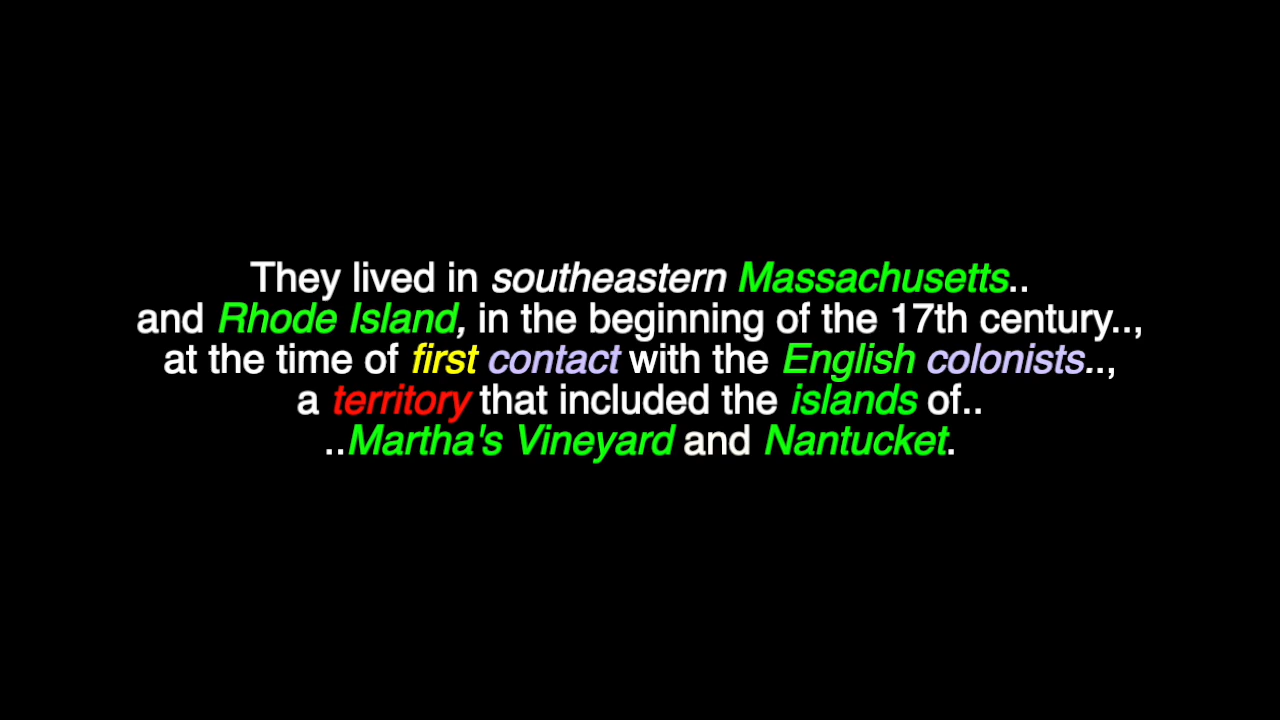 They lived in southeastern Massachusetts..
and Rhode Island, in the beginning of the 17th century..,
at the time of first contact with the English colonists..,
a territory that included the islands of..
..Martha's Vineyard and Nantucket.